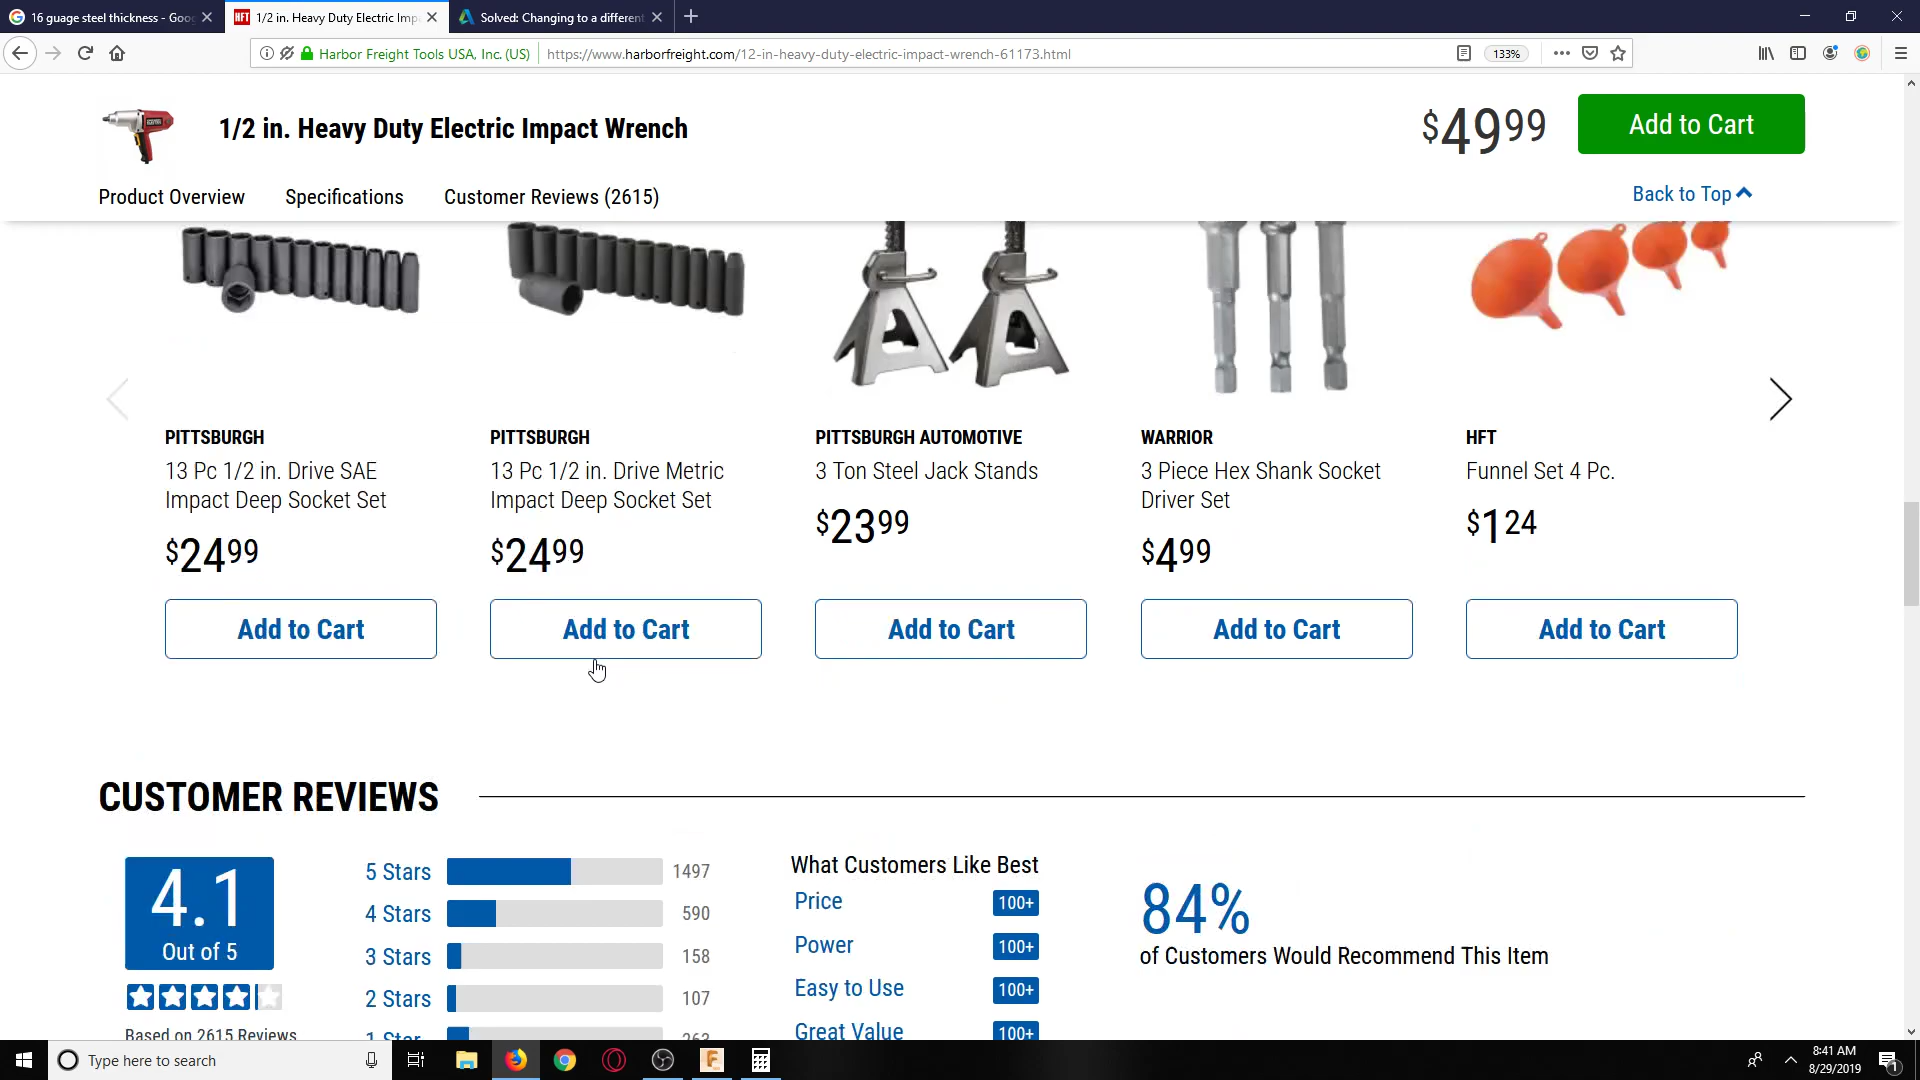 16 guage steel thickness - Goo
HFT 1/2 in. Heavy Duty Electric Imp
Solved: Changing to a different
Harbor Freight Tools USA, Inc. (US)
https://www.harborfreight.com/12-in-heavy-duty-electric-impact-wrench-61173.html
133%
1/2 in. Heavy Duty Electric Impact Wrench
$49 99
Add to Cart
Product Overview
Specifications
Customer Reviews (2615)
Back to Top
PITTSBURGH
13 Pc 1/2 in. Drive SAE
Impact Deep Socket Set
$24 99
Add to Cart
PITTSBURGH
13 Pc 1/2 in. Drive Metric
Impact Deep Socket Set
$24 99
Add to Cart
PITTSBURGH AUTOMOTIVE
3 Ton Steel Jack Stands
$23 99
Add to Cart
WARRIOR
3 Piece Hex Shank Socket
Driver Set
$4 99
Add to Cart
HFT
Funnel Set 4 Pc.
$1 24
Add to Cart
CUSTOMER REVIEWS
4.1
Out of 5
Based on 2615 Reviews
5 Stars 1497
4 Stars 590
3 Stars 158
2 Stars 107
1 Star 263
What Customers Like Best
Price 100+
Power 100+
Easy to Use 100+
Great Value 100+
84%
of Customers Would Recommend This Item
Type here to search
8:41 AM
8/29/2019
1